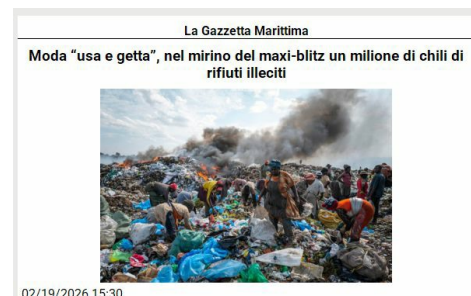 La Gazzetta Marittima
Moda “usa e getta”, nel mirino del maxi-blitz un milione di chili di
rifiuti illeciti
02/19/2026 15:30